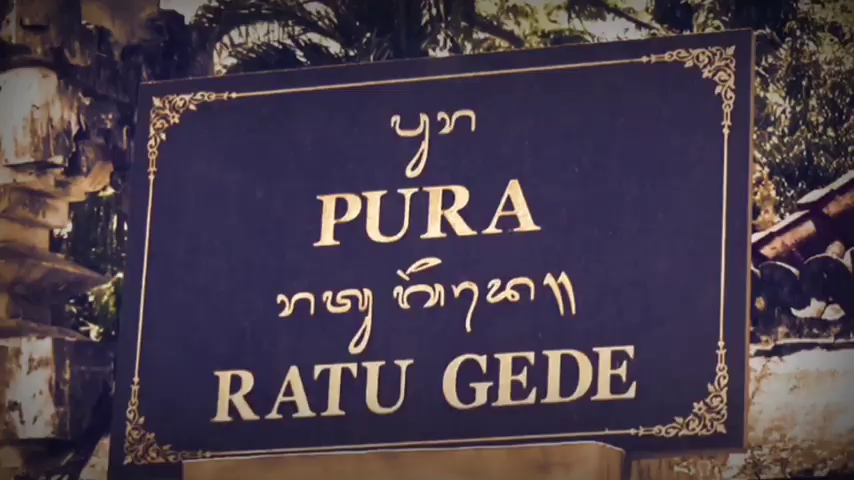 ᬧᬸᬭ
PURA
ᬭᬢᬸᬕᭂᬤᬾ᭟
RATU GEDE